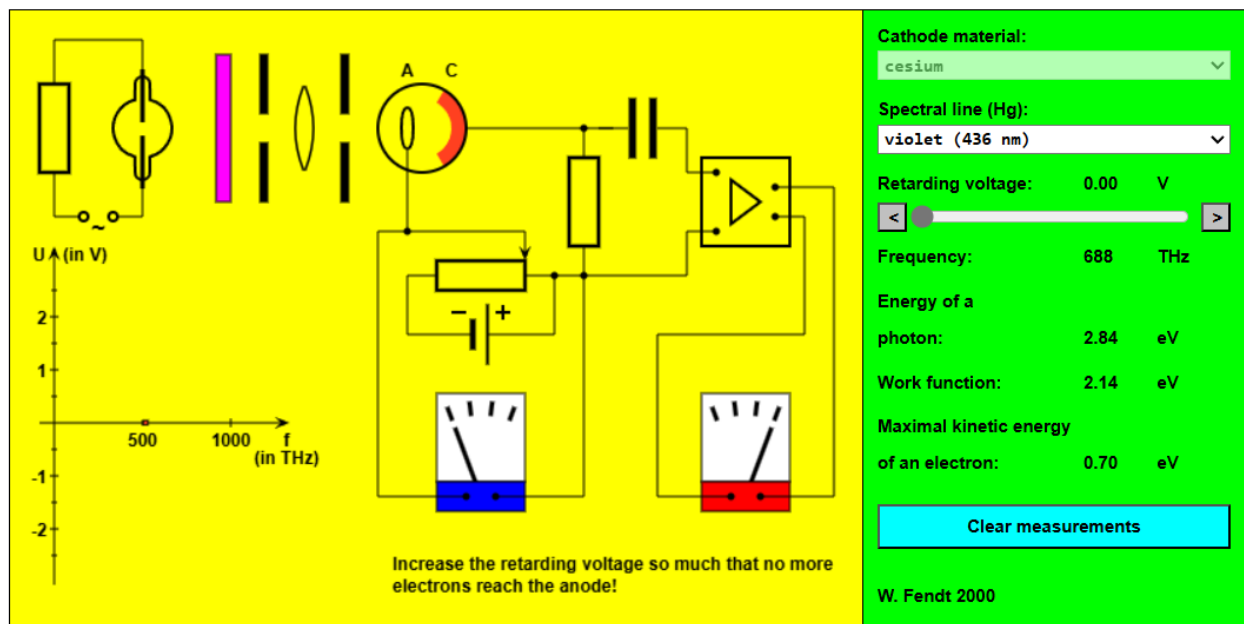 A C
U (in V)
2
1
-1
-2
500 1000 f
(in THz)
~
− +
Increase the retarding voltage so much that no more
electrons reach the anode!
Cathode material:
cesium
Spectral line (Hg):
violet (436 nm)
Retarding voltage: 0.00 V
< >
Frequency: 688 THz
Energy of a
photon: 2.84 eV
Work function: 2.14 eV
Maximal kinetic energy
of an electron: 0.70 eV
Clear measurements
W. Fendt 2000